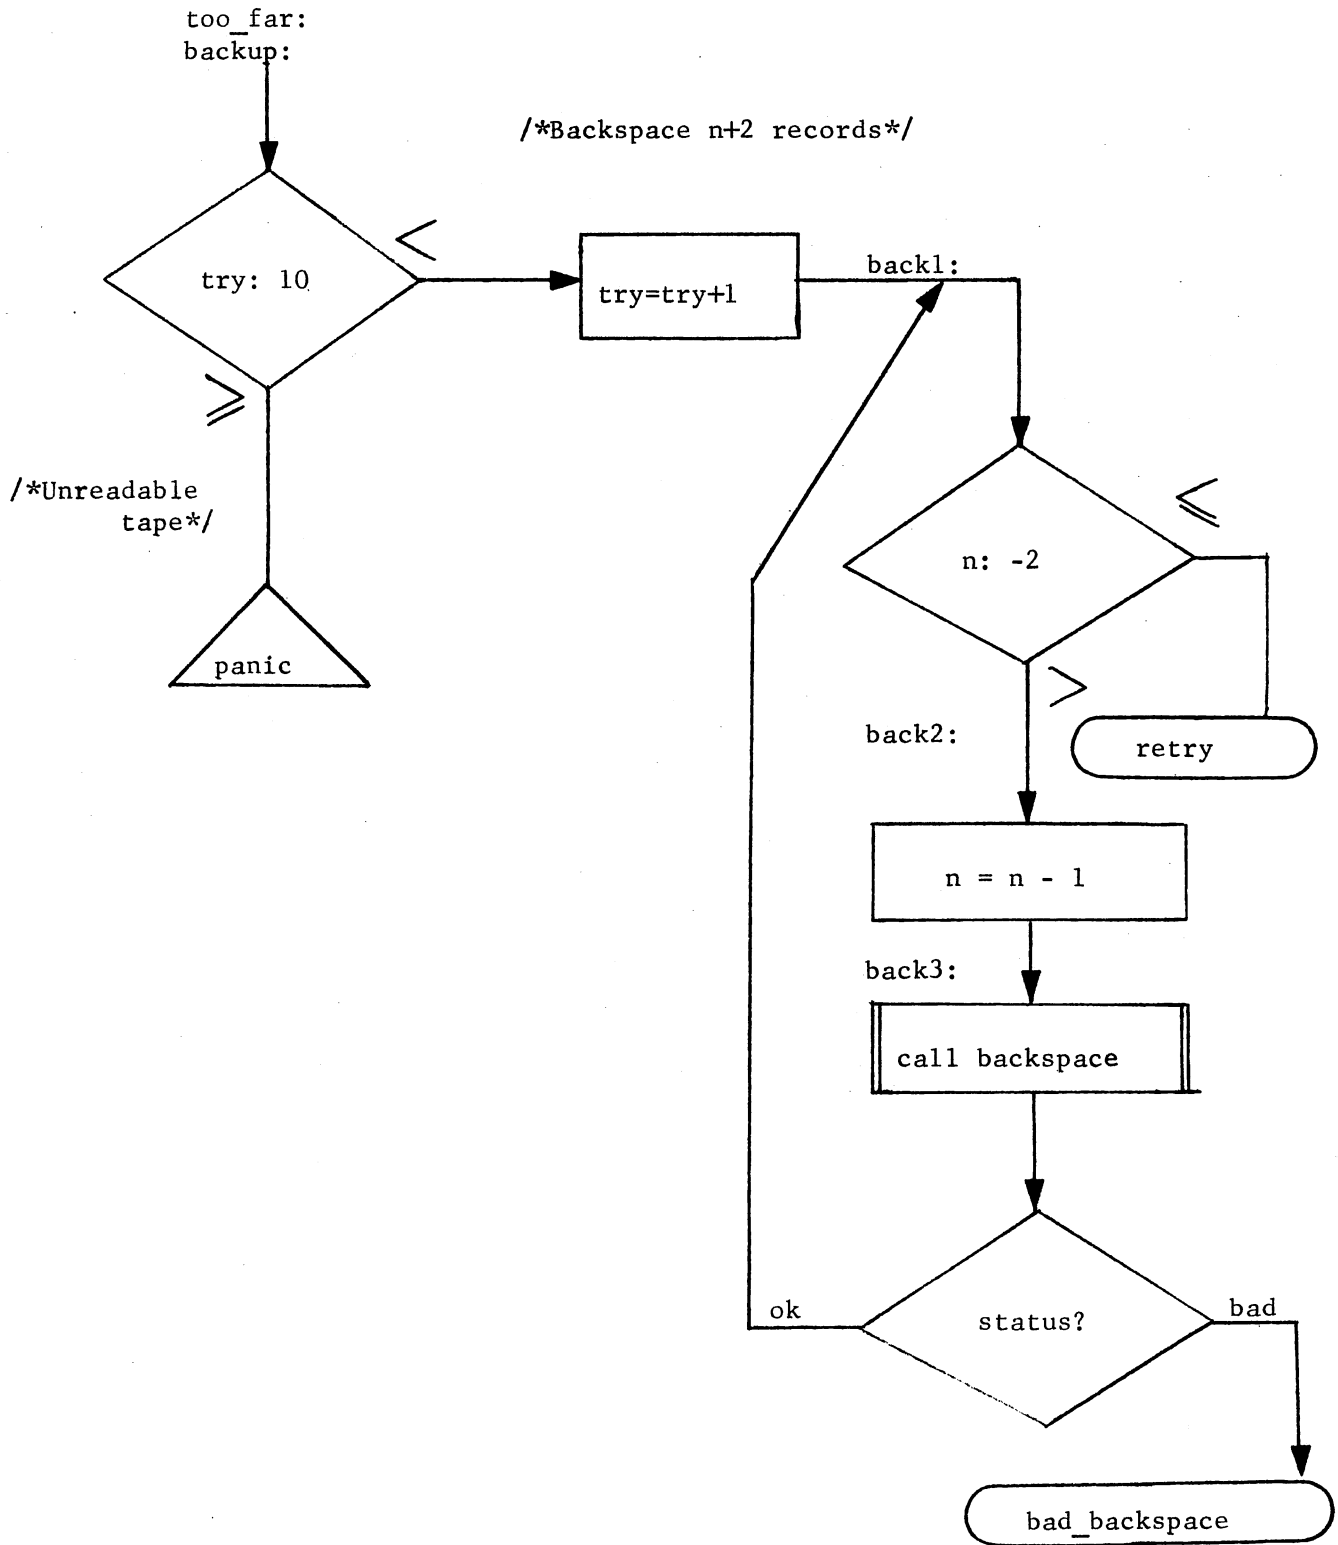 too_far:
backup:
/*Backspace n+2 records*/
<
try: 10
try=try+1
back1:
≥
/*Unreadable
tape*/
panic
≤
n: -2
>
back2:
retry
n = n - 1
back3:
call backspace
ok
status?
bad
bad_backspace